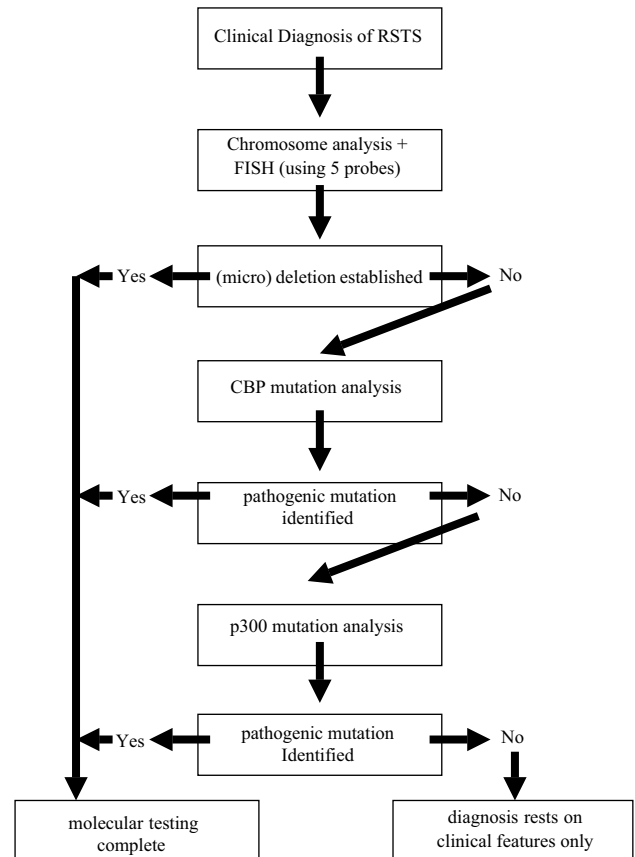 Clinical Diagnosis of RSTS
Chromosome analysis +
FISH (using 5 probes)
Yes
(micro) deletion established
No
CBP mutation analysis
Yes
pathogenic mutation
identified
No
p300 mutation analysis
Yes
pathogenic mutation
Identified
No
molecular testing
complete
diagnosis rests on
clinical features only